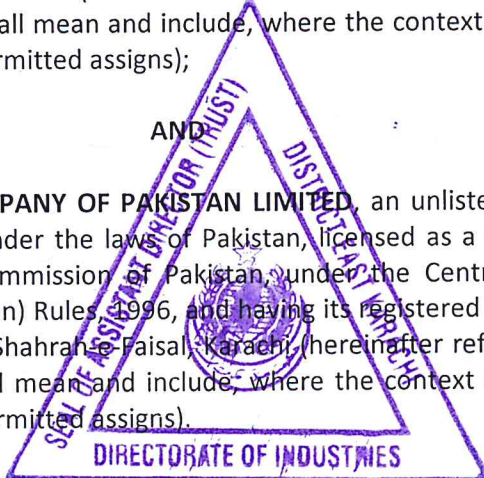 all mean and include, where the context
rmitted assigns);
AND
PANY OF PAKISTAN LIMITED, an unliste
nder the laws of Pakistan, licensed as a
mmission of Pakistan, under the Centr
n) Rules, 1996, and having its registered
Shahrah-e-Faisal, Karachi (hereinafter ref
l mean and include, where the context
rmitted assigns).
SEAL OF ASSISTANT DIRECTOR (TRUST)
DISTRICT EAST KARACHI
DIRECTORATE OF INDUSTRIES